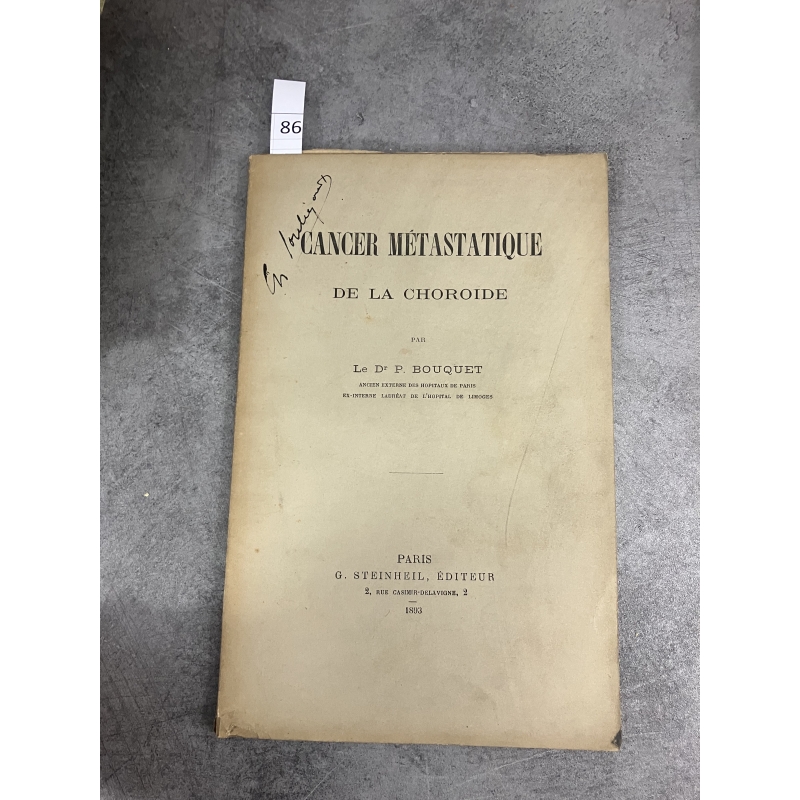 86
CANCER MÉTASTATIQUE
DE LA CHOROIDE
PAR
Le Dr P. BOUQUET
ANCIEN EXTERNE DES HOPITAUX DE PARIS
EX-INTERNE LAURÉAT DE L'HOPITAL DE LIMOGES
PARIS
G. STEINHEIL, ÉDITEUR
2, RUE CASIMIR-DELAVIGNE, 2
1893